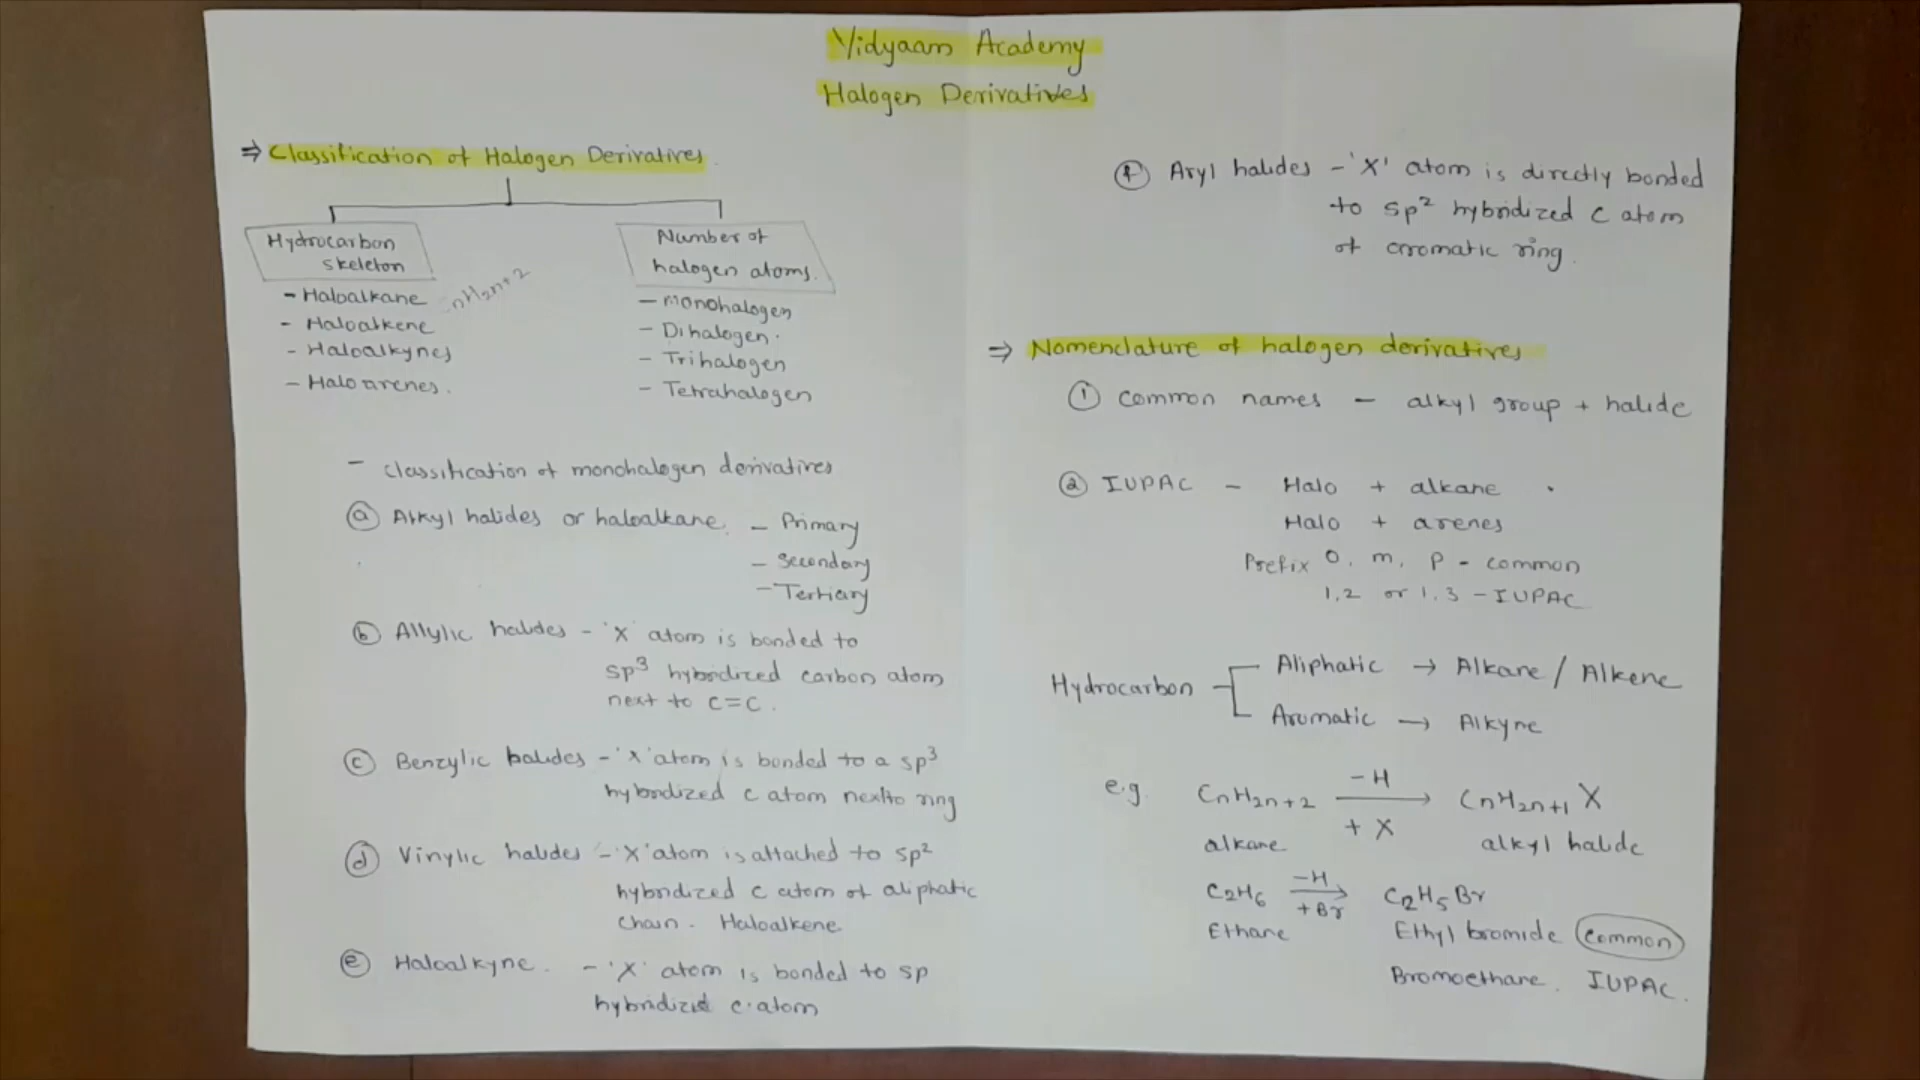 Vidyaam Academy
Halogen Derivatives
⇒ Classification of Halogen Derivatives.
Hydrocarbon
skeleton
- Haloalkane
- Haloalkene
- Haloalkynes
- Haloarenes.
nH2n+2
Number of
halogen atoms.
- monohalogen
- Dihalogen.
- Trihalogen
- Tetrahalogen
- classification of monohalogen derivatives
ⓐ Alkyl halides or haloalkane. - Primary
- Secondary
- Tertiary
ⓑ Allylic halides - 'X' atom is bonded to
sp³ hybridized carbon atom
next to c=c.
ⓒ Benzylic halides - 'X' atom is bonded to a sp³
hybridized c atom next to ring
ⓓ Vinylic halides - 'X' atom is attached to sp²
hybridized c atom of aliphatic
chain. Haloalkene
ⓔ Haloalkyne. - 'X' atom is bonded to sp
hybridized c.atom
ⓕ Aryl halides - 'X' atom is directly bonded
to sp² hybridized c atom
of aromatic ring.
⇒ Nomenclature of halogen derivatives
① common names - alkyl group + halide
② IUPAC - Halo + alkane
Halo + arenes
Prefix o, m, p - common
1,2 or 1,3 - IUPAC
Hydrocarbon
Aliphatic → Alkane / Alkene
Aromatic → Alkyne
e.g. CnH2n+2 -H + X → CnH2n+1 X
alkane alkyl halide
C2H6 -H +Br → C2H5Br
Ethane Ethyl bromide common
Bromoethane. IUPAC.